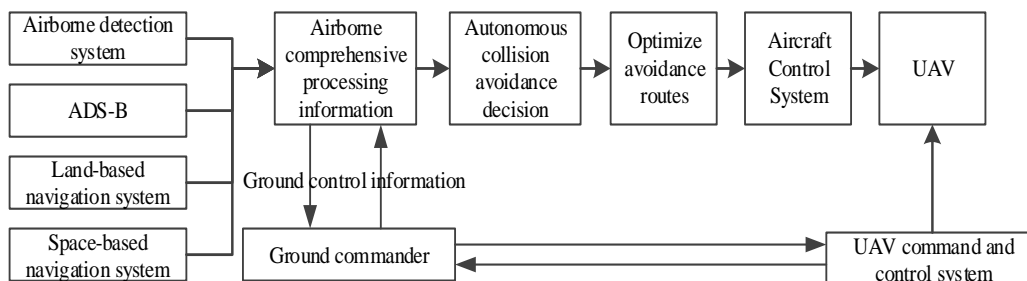 Airborne detection
system
ADS-B
Land-based
navigation system
Space-based
navigation system
Airborne
comprehensive
processing
information
Autonomous
collision
avoidance
decision
Optimize
avoidance
routes
Aircraft
Control
System
UAV
Ground control information
Ground commander
UAV command and
control system